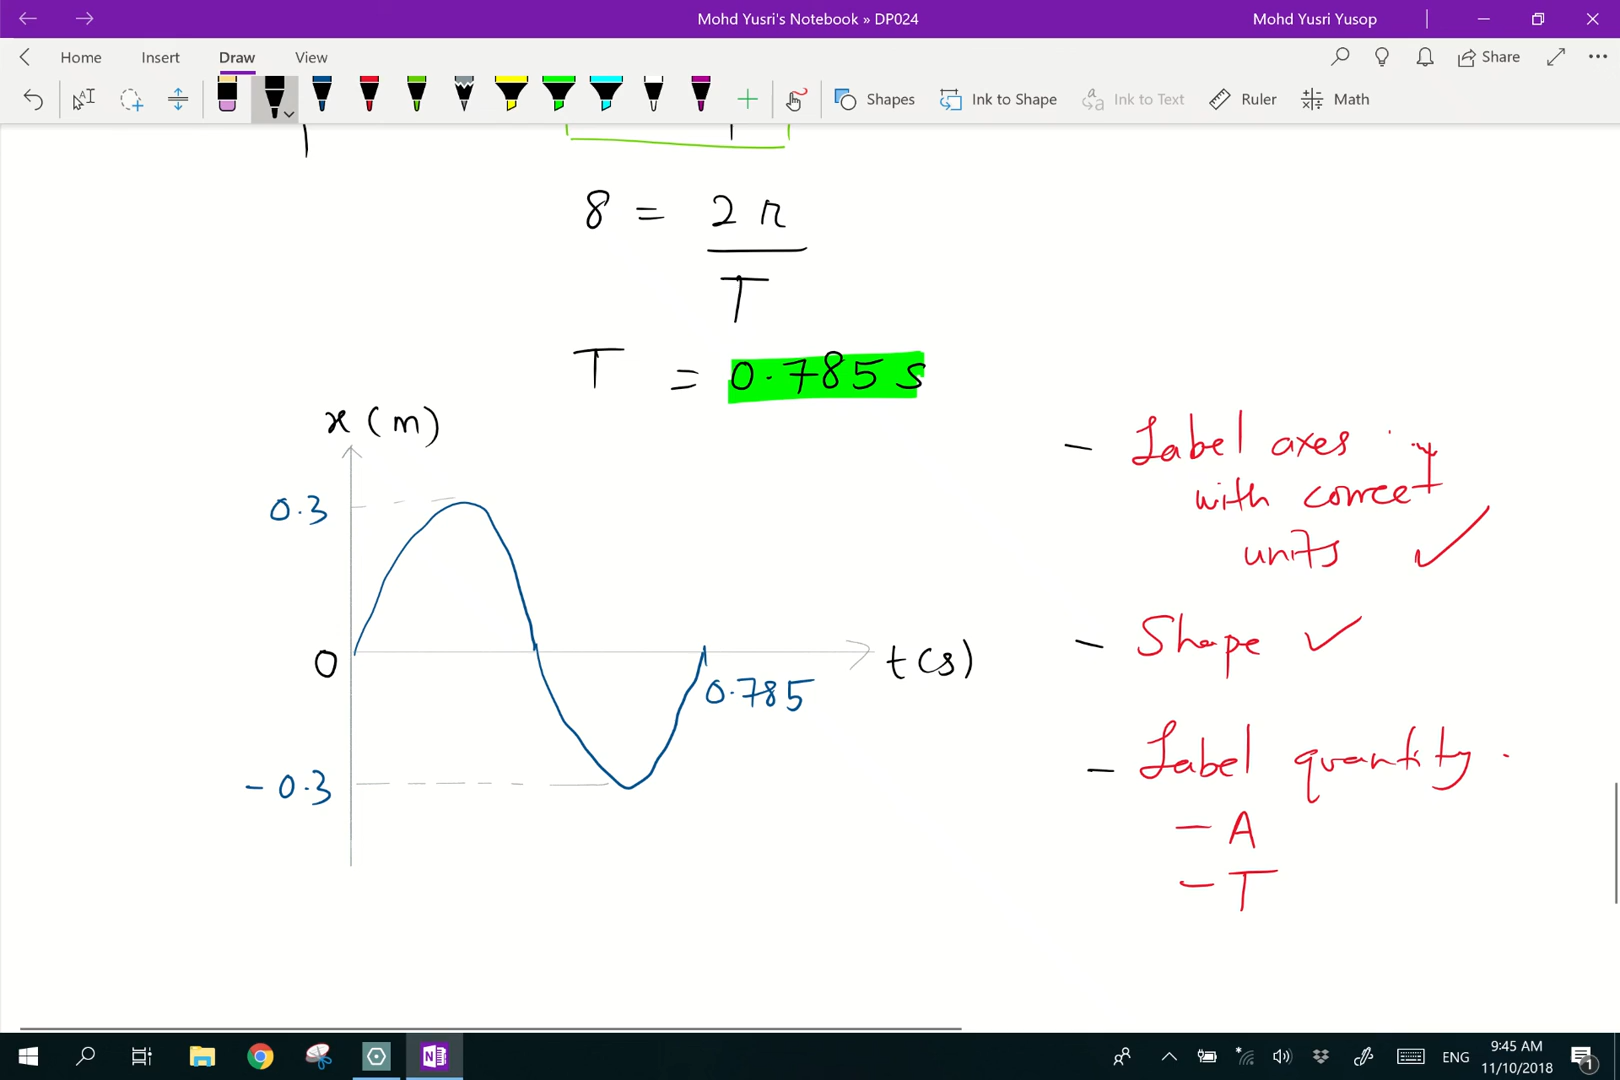 Mohd Yusri's Notebook » DP024
Mohd Yusri Yusop
Home Insert Draw View
Share
Shapes Ink to Shape Ink to Text Ruler Math
8 = 2π
T
T = 0.785 s
x (m)
0.3
0
t (s)
0.785
- 0.3
- Label axes
with correct
units ✓
- Shape ✓
- Label quantity.
- A
- T
ENG
9:45 AM
11/10/2018
1